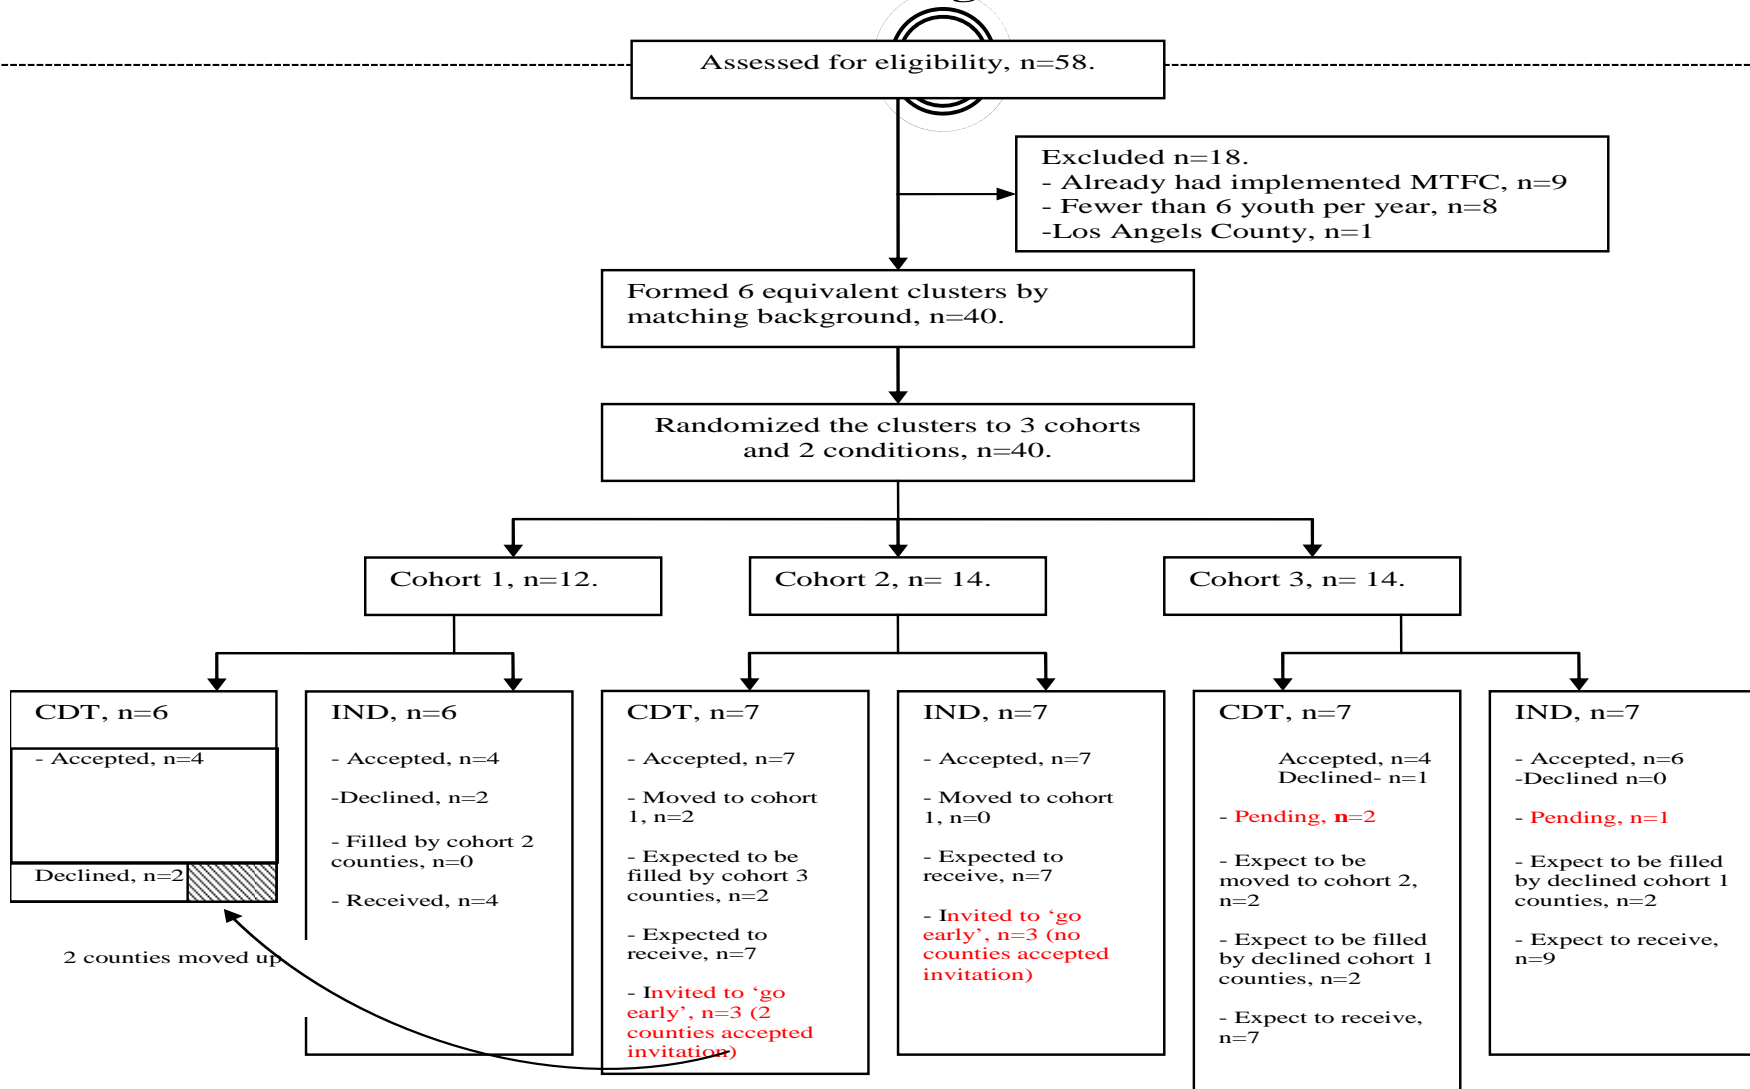 Assessed for eligibility, n=58.
Excluded n=18.
- Already had implemented MTFC, n=9
- Fewer than 6 youth per year, n=8
-Los Angels County, n=1
Formed 6 equivalent clusters by
matching background, n=40.
Randomized the clusters to 3 cohorts
and 2 conditions, n=40.
Cohort 1, n=12.
Cohort 2, n= 14.
Cohort 3, n= 14.
CDT, n=6
- Accepted, n=4
Declined, n=2
2 counties moved up
IND, n=6
- Accepted, n=4
-Declined, n=2
- Filled by cohort 2
counties, n=0
- Received, n=4
CDT, n=7
- Accepted, n=7
- Moved to cohort
1, n=2
- Expected to be
filled by cohort 3
counties, n=2
- Expected to
receive, n=7
- Invited to ‘go
early’, n=3 (2
counties accepted
invitation)
IND, n=7
- Accepted, n=7
- Moved to cohort
1, n=0
- Expected to
receive, n=7
- Invited to ‘go
early’, n=3 (no
counties accepted
invitation)
CDT, n=7
Accepted, n=4
Declined- n=1
- Pending, n=2
- Expect to be
moved to cohort 2,
n=2
- Expect to be filled
by declined cohort 1
counties, n=2
- Expect to receive,
n=7
IND, n=7
- Accepted, n=6
-Declined n=0
- Pending, n=1
- Expect to be filled
by declined cohort 1
counties, n=2
- Expect to receive,
n=9